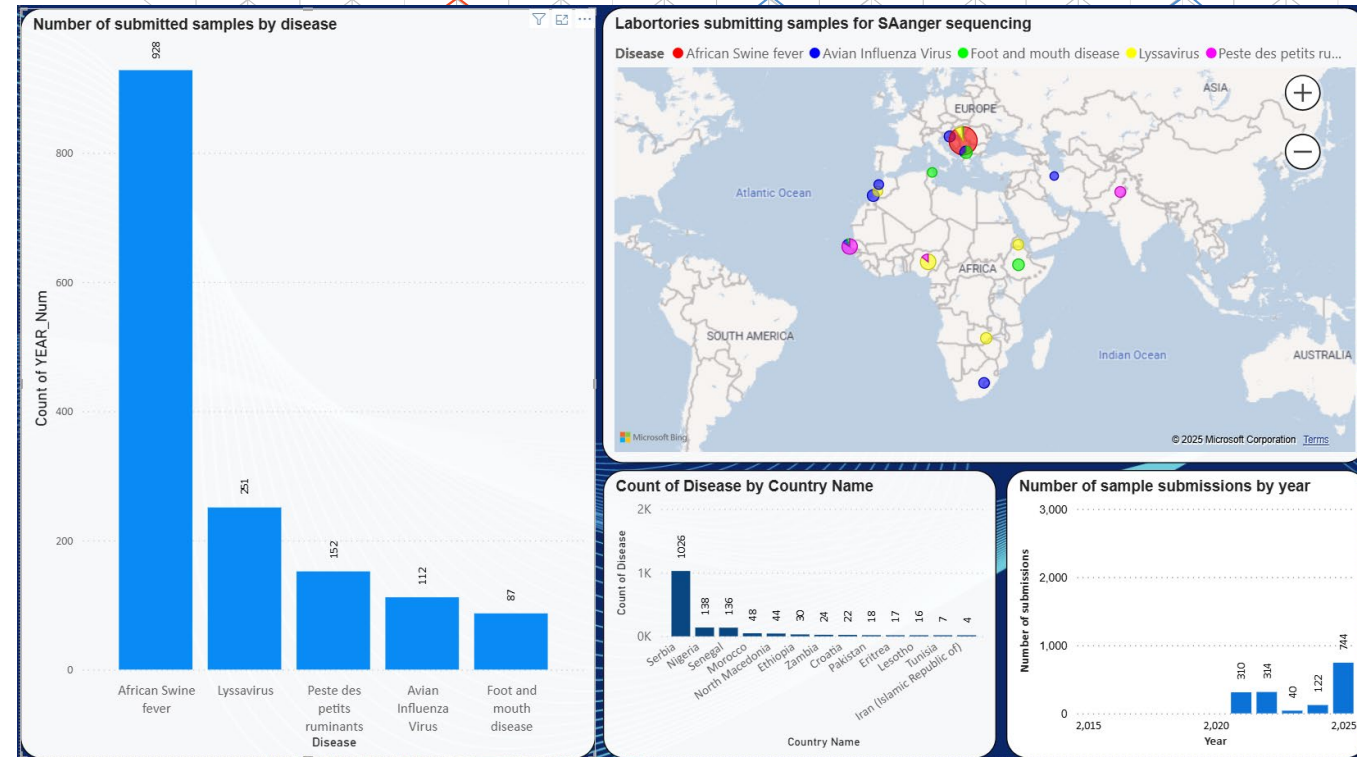 Number of submitted samples by disease
928
800
600
400
200
0
251
152
112
87
Count of YEAR_Num
African Swine
fever
Lyssavirus
Peste des
petits
ruminants
Avian
Influenza
Virus
Foot and
mouth
disease
Disease
Labortories submitting samples for SAanger sequencing
Disease African Swine fever Avian Influenza Virus Foot and mouth disease Lyssavirus Peste des petits ru...
ASIA
EUROPE
Atlantic Ocean
AFRICA
SOUTH AMERICA
Indian Ocean
AUSTRALIA
Microsoft Bing
© 2025 Microsoft Corporation Terms
Count of Disease by Country Name
2K
1K
0K
Count of Disease
1026
138
136
48
44
30
24
22
18
17
16
7
4
Serbia
Nigeria
Senegal
Morocco
North Macedonia
Ethiopia
Zambia
Croatia
Pakistan
Eritrea
Lesotho
Tunisia
Iran (Islamic Republic of)
Country Name
Number of sample submissions by year
3,000
2,000
1,000
0
Number of submissions
310
314
40
122
744
2,015
2,020
2,025
Year